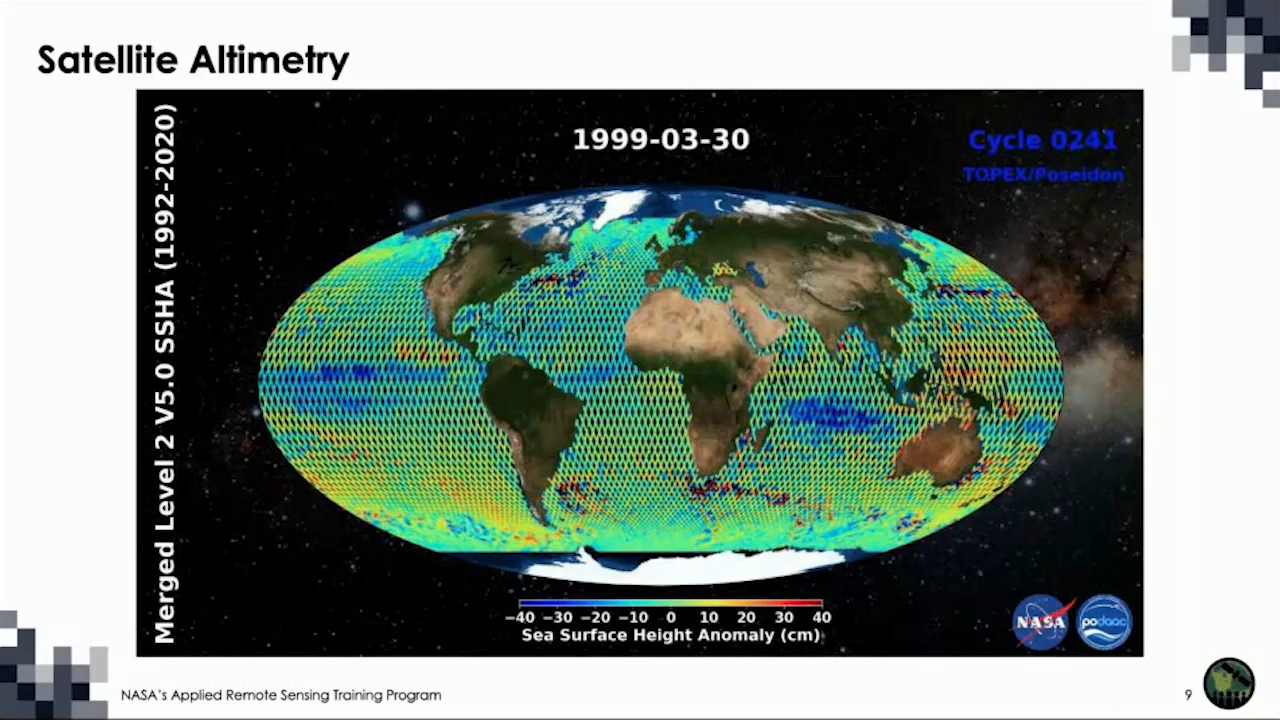 Satellite Altimetry
Merged Level 2 V5.0 SSHA (1992-2020)
1999-03-30
Cycle 0241
TOPEX/Poseidon
−40 −30 −20 −10 0 10 20 30 40
Sea Surface Height Anomaly (cm)
NASA
podaac
NASA's Applied Remote Sensing Training Program
9